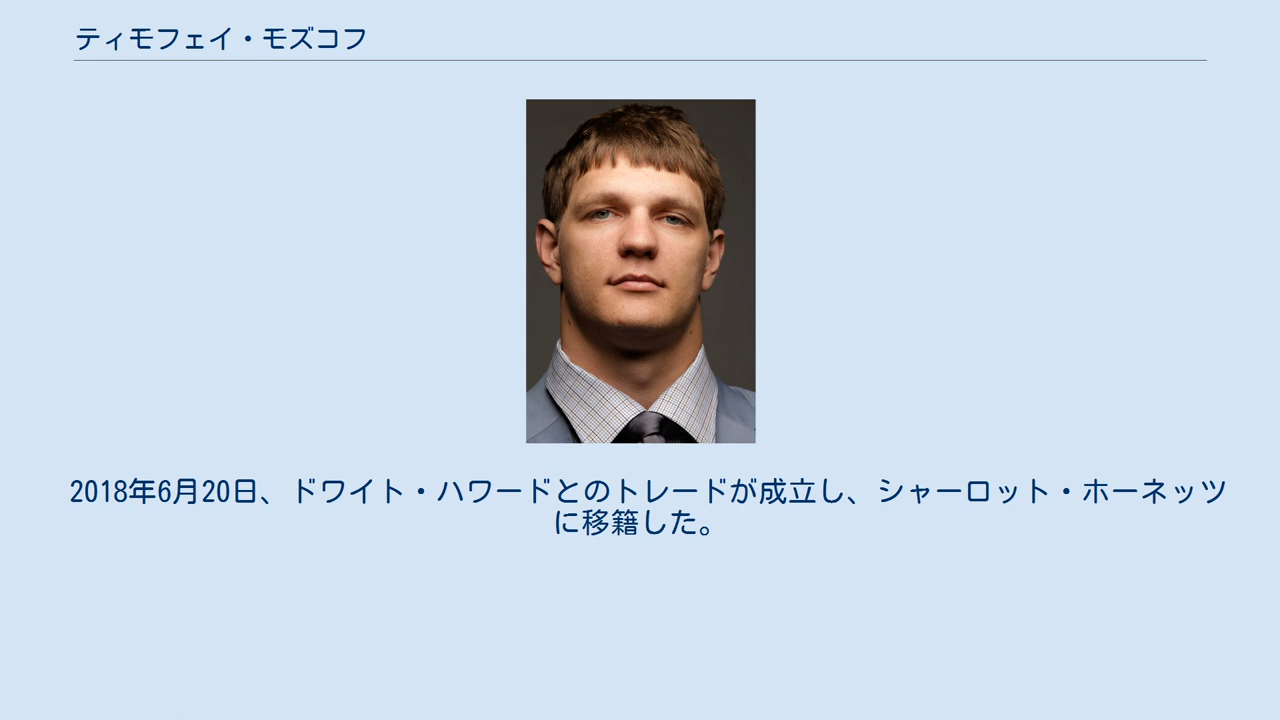 ティモフェイ・モズコフ
2018年6月20日、ドワイト・ハワードとのトレードが成立し、シャーロット・ホーネッツ
に移籍した。